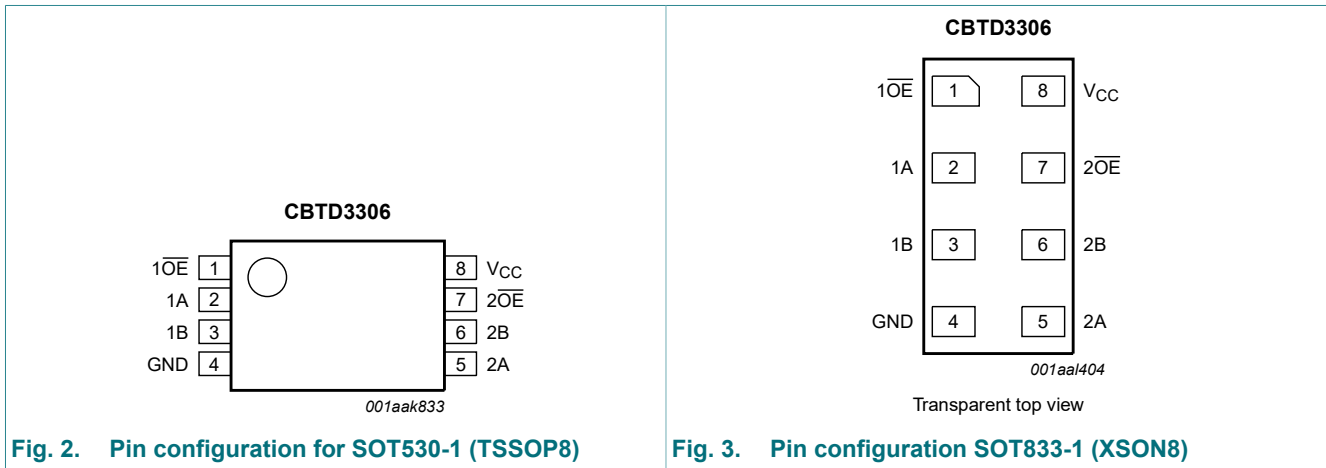 CBTD3306
1OE 1 8 VCC
1A 2 7 2OE
1B 3 6 2B
GND 4 5 2A
001aak833
Fig. 2. Pin configuration for SOT530-1 (TSSOP8)
CBTD3306
1OE 1 8 VCC
1A 2 7 2OE
1B 3 6 2B
GND 4 5 2A
001aal404
Transparent top view
Fig. 3. Pin configuration SOT833-1 (XSON8)